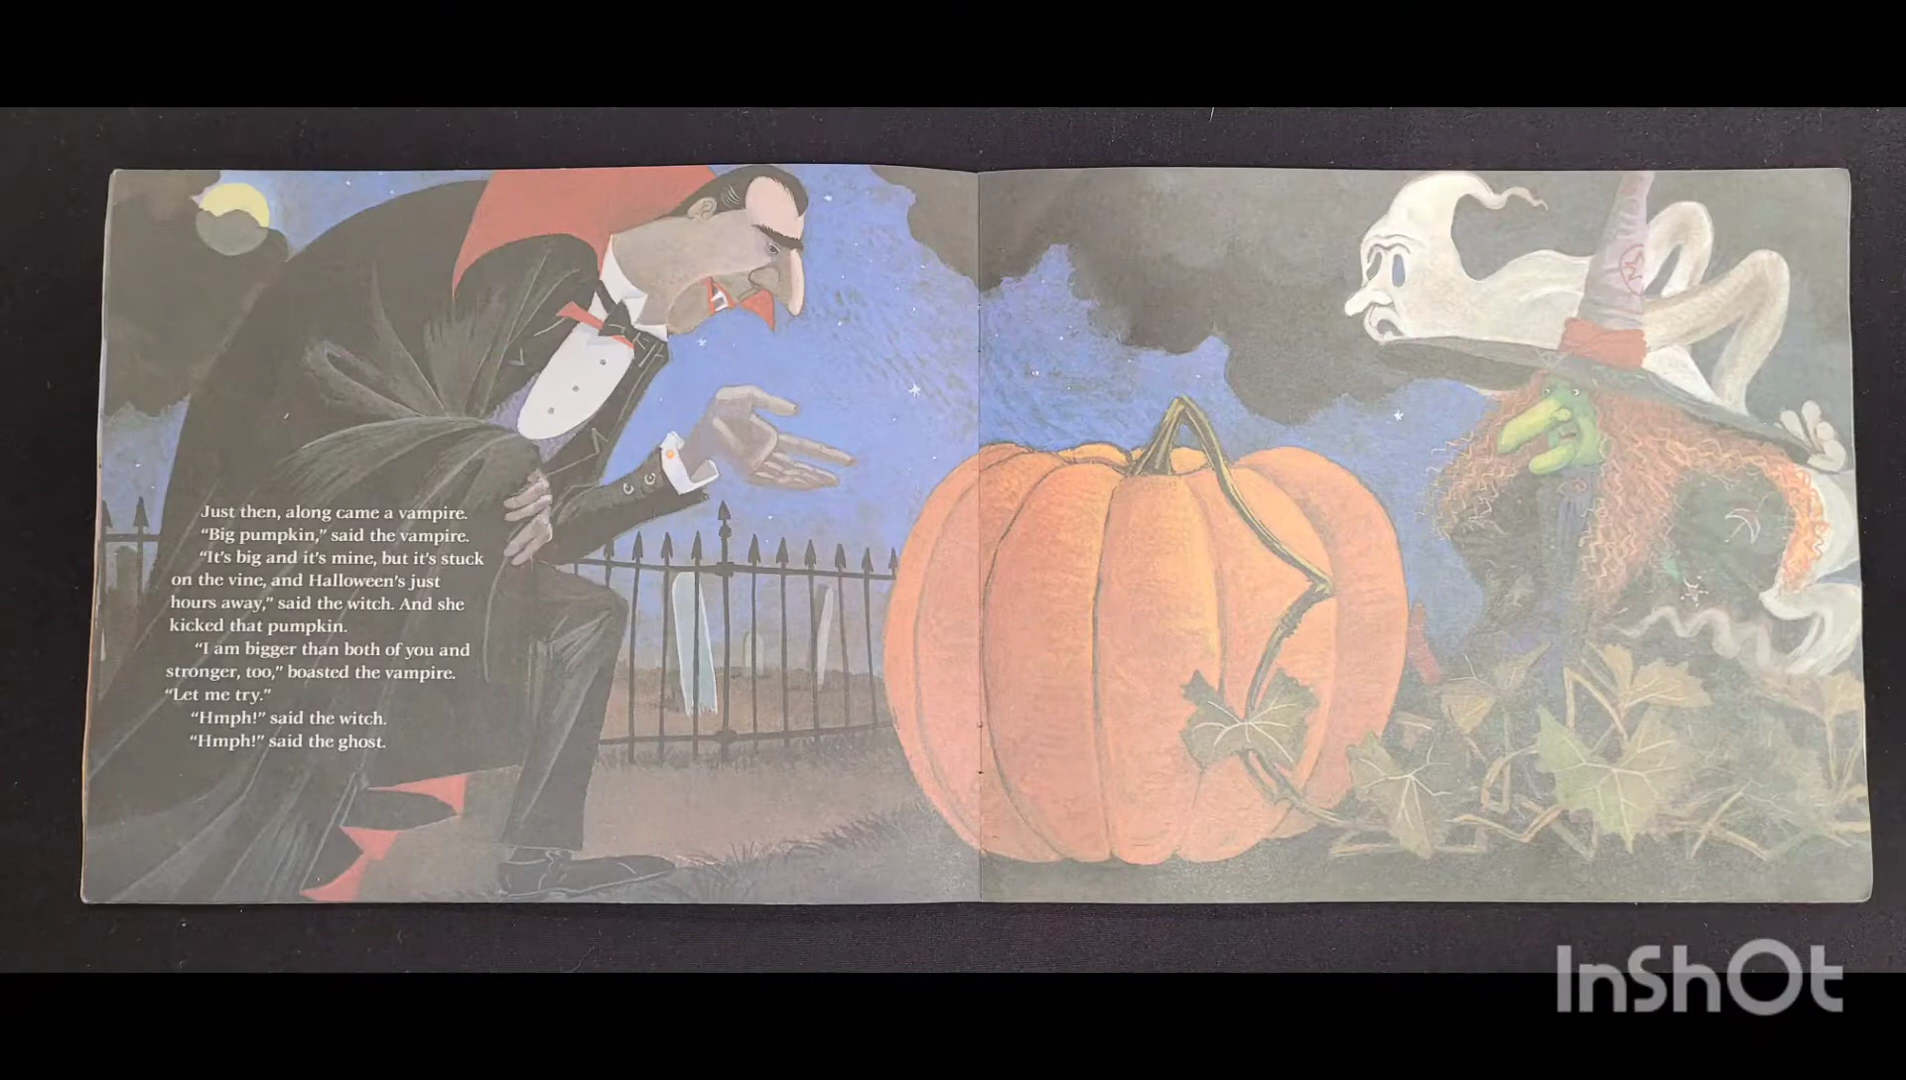 Just then, along came a vampire.
“Big pumpkin,” said the vampire.
“It's big and it's mine, but it's stuck
on the vine, and Halloween's just
hours away,” said the witch. And she
kicked that pumpkin.
“I am bigger than both of you and
stronger, too,” boasted the vampire.
“Let me try.”
“Hmph!” said the witch.
“Hmph!” said the ghost.
InShOt